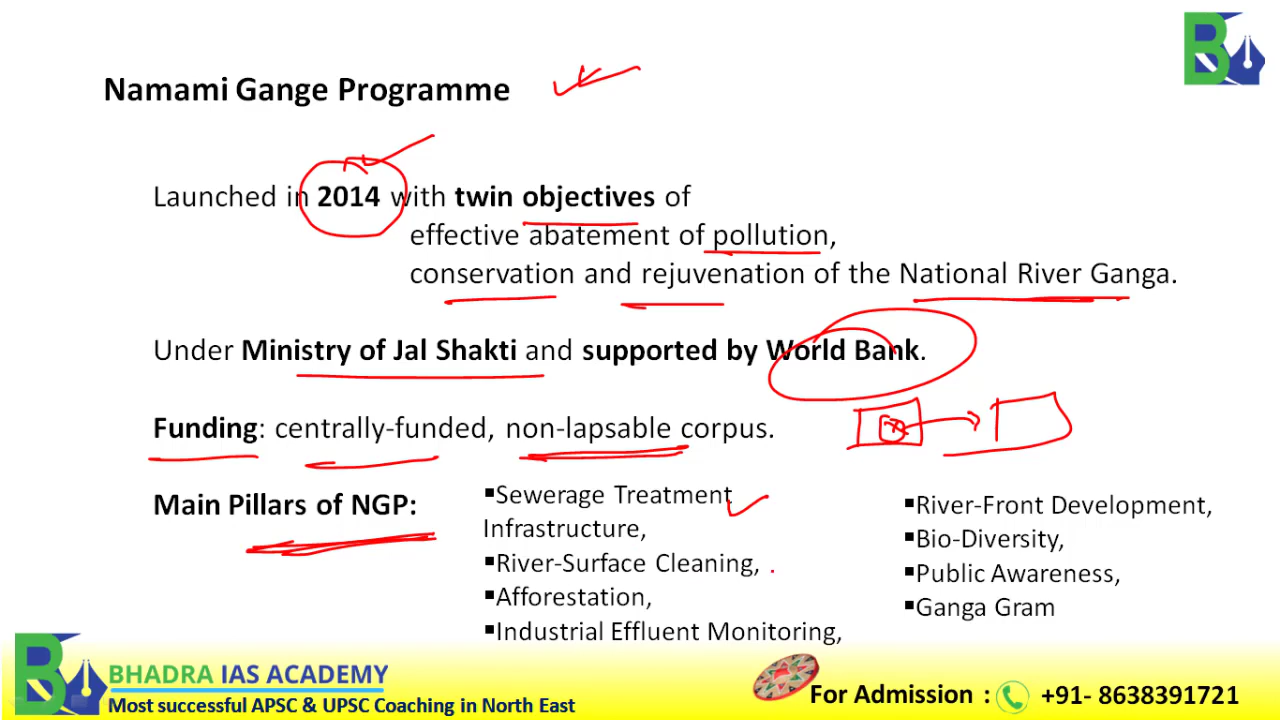 Namami Gange Programme
Launched in 2014 with twin objectives of
effective abatement of pollution,
conservation and rejuvenation of the National River Ganga.
Under Ministry of Jal Shakti and supported by World Bank.
Funding: centrally-funded, non-lapsable corpus.
Main Pillars of NGP:
▪Sewerage Treatment
Infrastructure,
▪River-Surface Cleaning,
▪Afforestation,
▪Industrial Effluent Monitoring,
▪River-Front Development,
▪Bio-Diversity,
▪Public Awareness,
▪Ganga Gram
BHADRA IAS ACADEMY
Most successful APSC & UPSC Coaching in North East
For Admission : +91- 8638391721